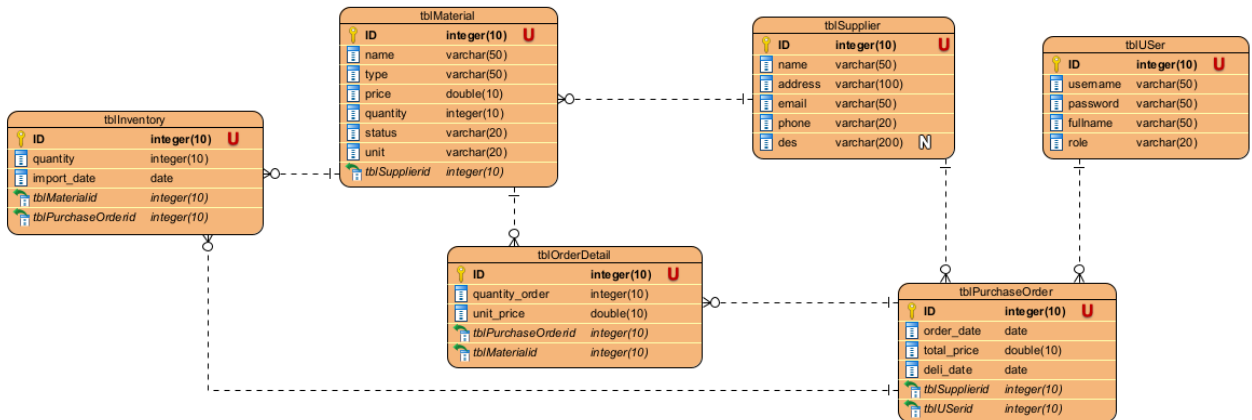 tblMaterial
ID integer(10) U
name varchar(50)
type varchar(50)
price double(10)
quantity integer(10)
status varchar(20)
unit varchar(20)
tblSupplierid integer(10)
tblSupplier
ID integer(10) U
name varchar(50)
address varchar(100)
email varchar(50)
phone varchar(20)
des varchar(200) N
tblUSer
ID integer(10) U
username varchar(50)
password varchar(50)
fullname varchar(50)
role varchar(20)
tblInventory
ID integer(10) U
quantity integer(10)
import_date date
tblMaterialid integer(10)
tblPurchaseOrderid integer(10)
tblOrderDetail
ID integer(10) U
quantity_order integer(10)
unit_price double(10)
tblPurchaseOrderid integer(10)
tblMaterialid integer(10)
tblPurchaseOrder
ID integer(10) U
order_date date
total_price double(10)
deli_date date
tblSupplierid integer(10)
tblUSerid integer(10)